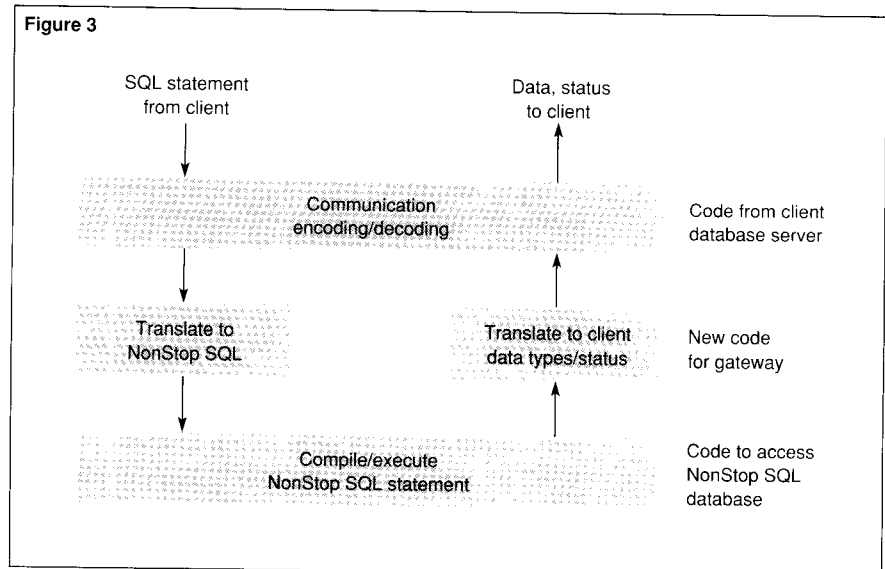 Figure 3
SQL statement
from client
Data, status
to client
Communication
encoding/decoding
Code from client
database server
Translate to
NonStop SQL
Translate to client
data types/status
New code
for gateway
Compile/execute
NonStop SQL statement
Code to access
NonStop SQL
database